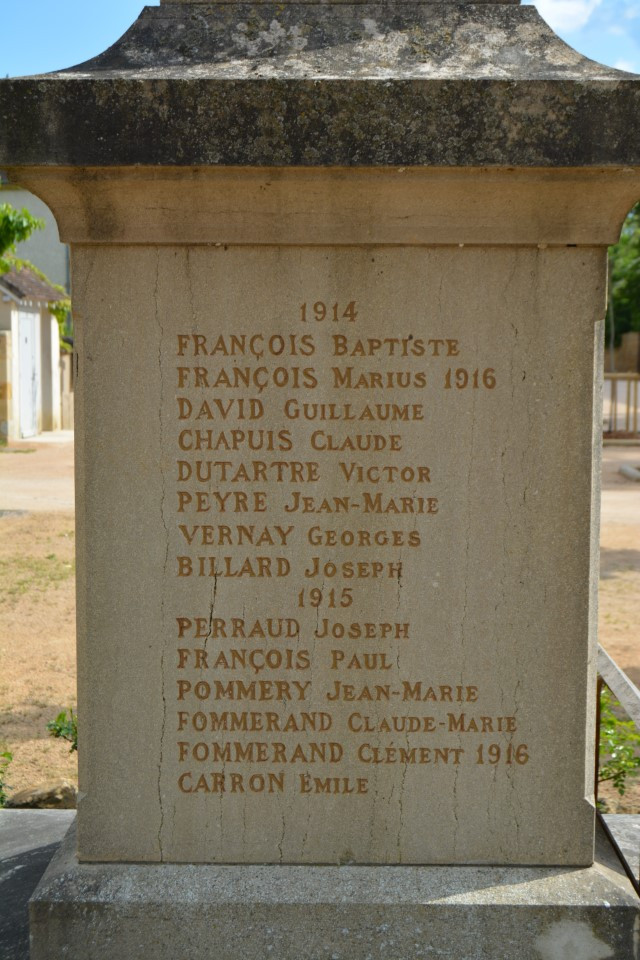 1914
FRANÇOIS BAPTISTE
FRANÇOIS MARIUS 1916
DAVID GUILLAUME
CHAPUIS CLAUDE
DUTARTRE VICTOR
PEYRE JEAN-MARIE
VERNAY GEORGES
BILLARD JOSEPH
1915
PERRAUD JOSEPH
FRANÇOIS PAUL
POMMERY JEAN-MARIE
FOMMERAND CLAUDE-MARIE
FOMMERAND CLÉMENT 1916
CARRON EMILE